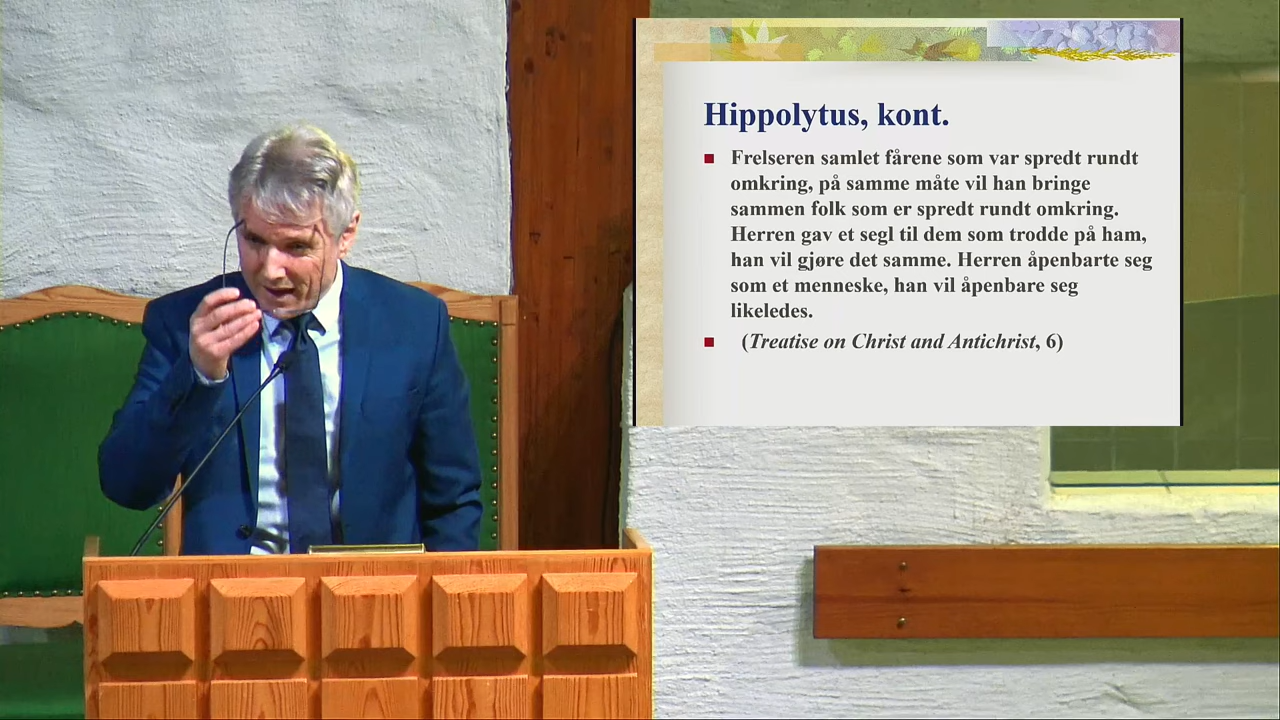 Hippolytus, kont.
Frelseren samlet fårene som var spredt rundt
omkring, på samme måte vil han bringe
sammen folk som er spredt rundt omkring.
Herren gav et segl til dem som trodde på ham,
han vil gjøre det samme. Herren åpenbarte seg
som et menneske, han vil åpenbare seg
likeledes.
(Treatise on Christ and Antichrist, 6)